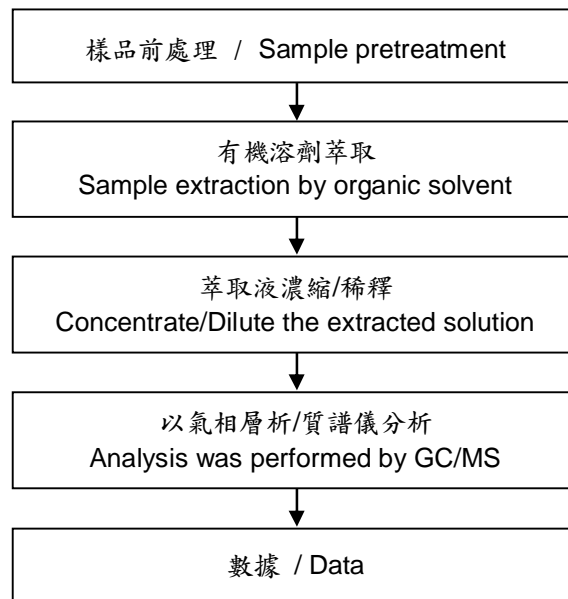 樣品前處理 / Sample pretreatment
有機溶劑萃取
Sample extraction by organic solvent
萃取液濃縮/稀釋
Concentrate/Dilute the extracted solution
以氣相層析/質譜儀分析
Analysis was performed by GC/MS
數據 / Data